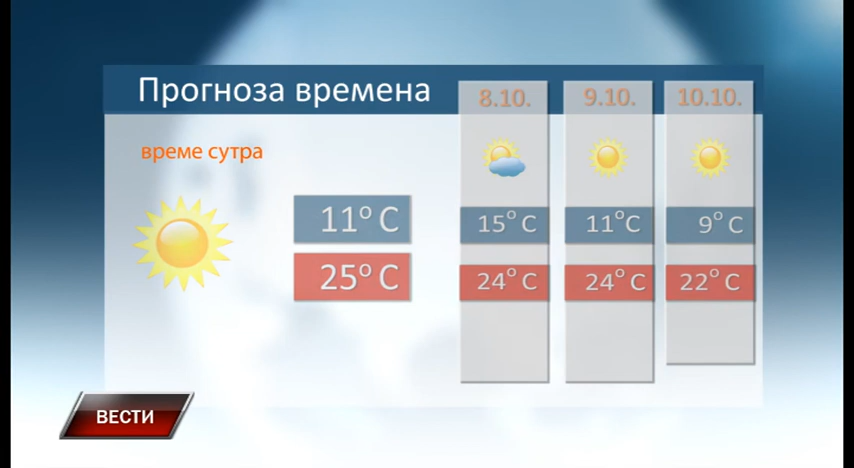 Прогноза времена
8.10.
9.10.
10.10.
време сутра
11° C
25° C
15° C
11°C
9° C
24° C
24° C
22° C
ВЕСТИ